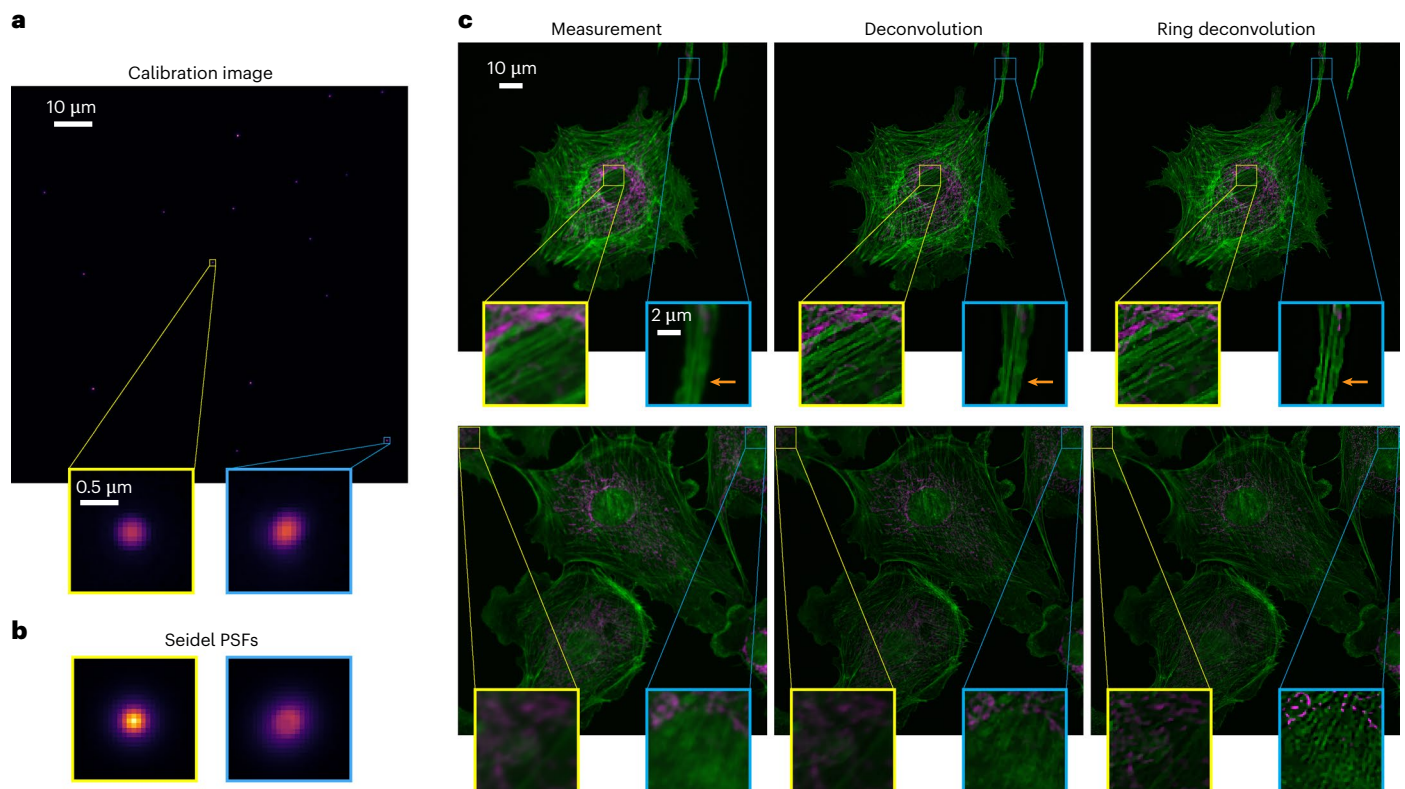 a
Calibration image
10 μm
0.5 μm
b
Seidel PSFs
c
Measurement
Deconvolution
Ring deconvolution
10 μm
2 μm